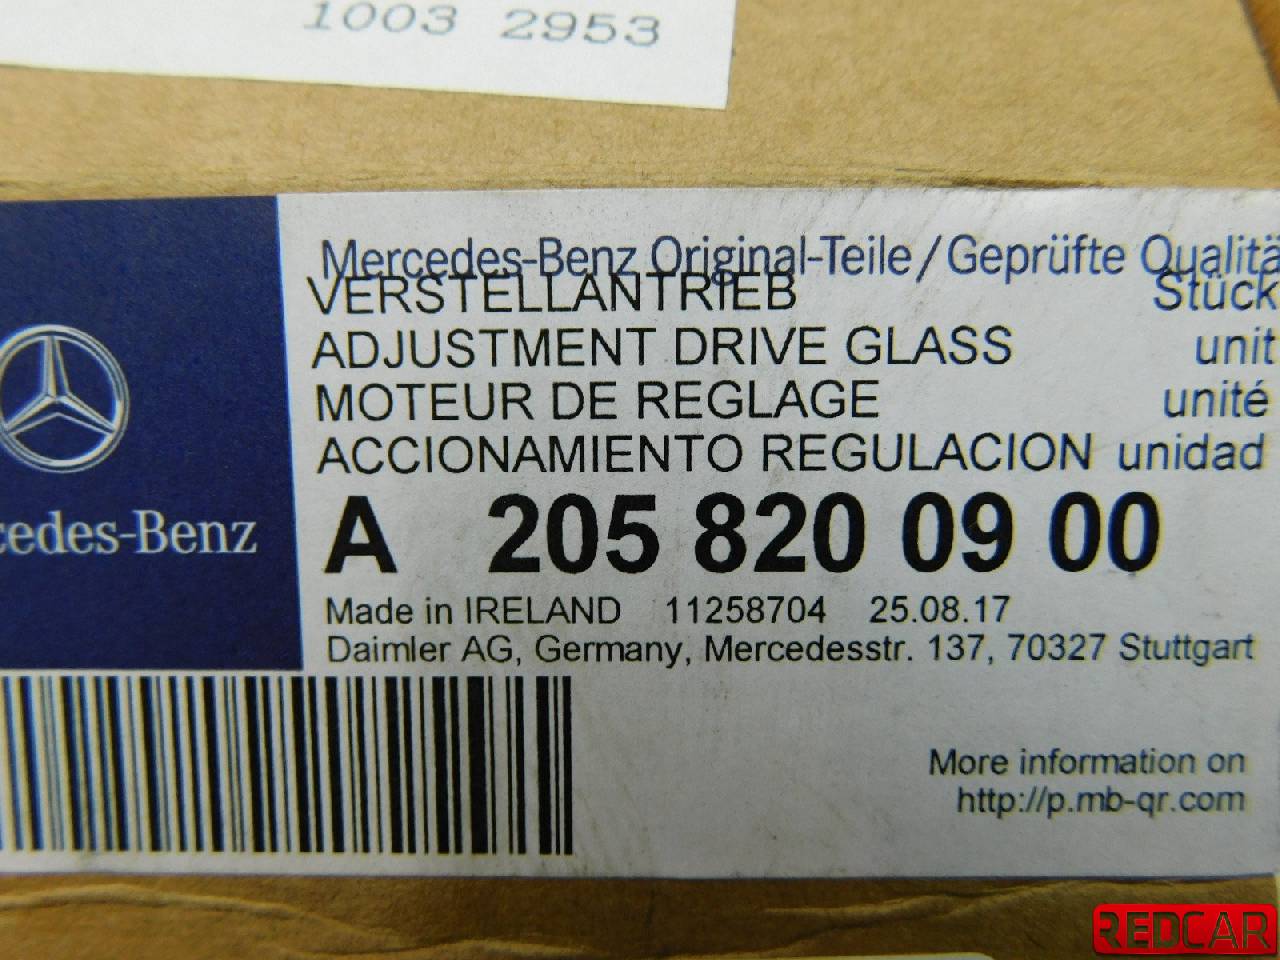 1003 2953
Mercedes-Benz Original-Teile/Geprüfte Qualitä
VERSTELLANTRIEB Stück
ADJUSTMENT DRIVE GLASS unit
MOTEUR DE REGLAGE unité
ACCIONAMIENTO REGULACION unidad
cedes-Benz
A 205 820 09 00
Made in IRELAND 11258704 25.08.17
Daimler AG, Germany, Mercedesstr. 137, 70327 Stuttgart
More information on
http://p.mb-qr.com
REDCAR